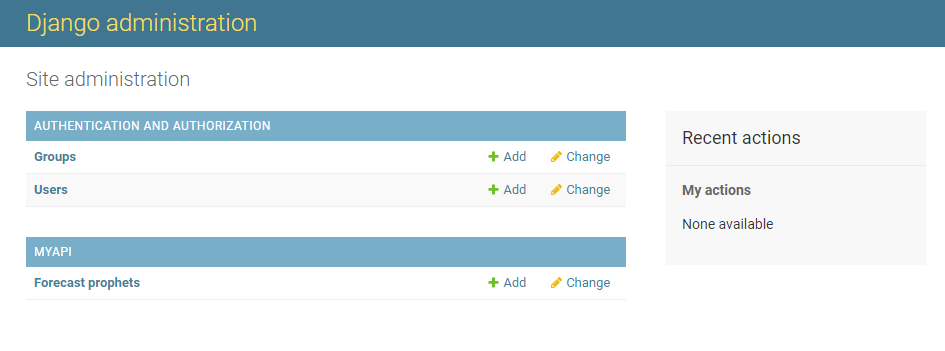 Django administration
Site administration
AUTHENTICATION AND AUTHORIZATION
Groups Add Change
Users Add Change
MYAPI
Forecast prophets Add Change
Recent actions
My actions
None available